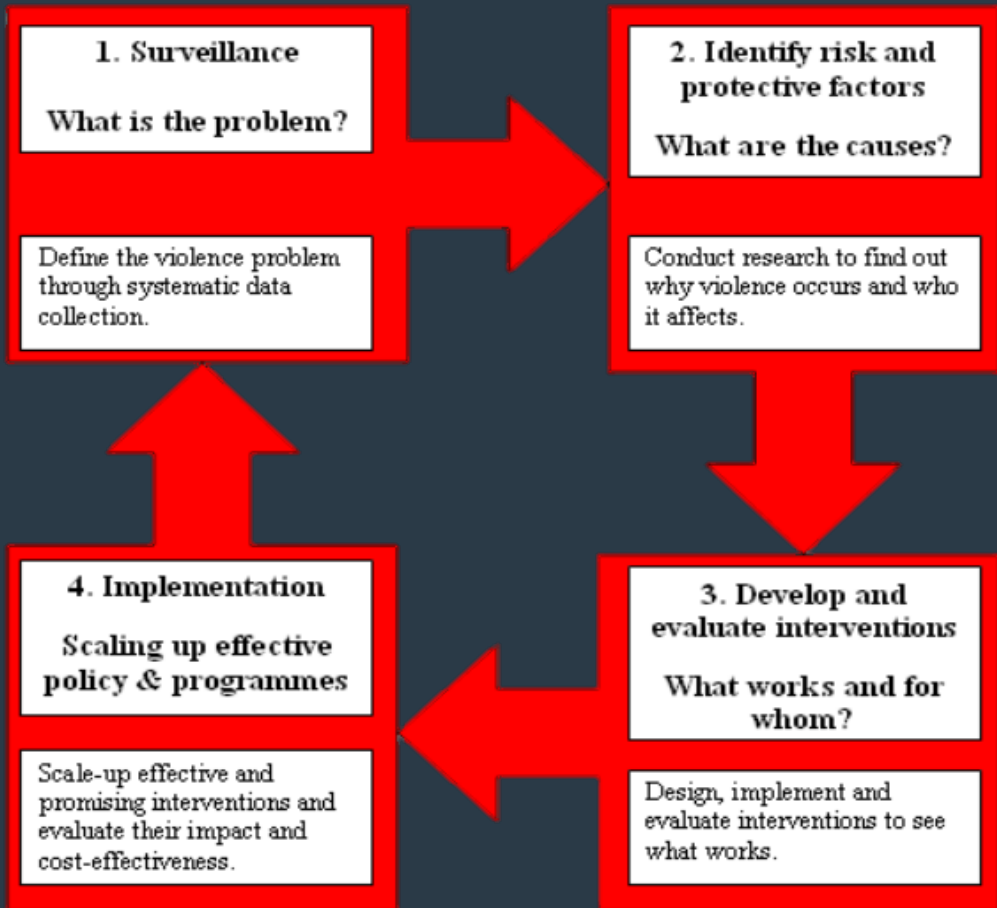 1. Surveillance
What is the problem?
Define the violence problem
through systematic data
collection.
2. Identify risk and
protective factors
What are the causes?
Conduct research to find out
why violence occurs and who
it affects.
3. Develop and
evaluate interventions
What works and for
whom?
Design, implement and
evaluate interventions to see
what works.
4. Implementation
Scaling up effective
policy & programmes
Scale-up effective and
promising interventions and
evaluate their impact and
cost-effectiveness.